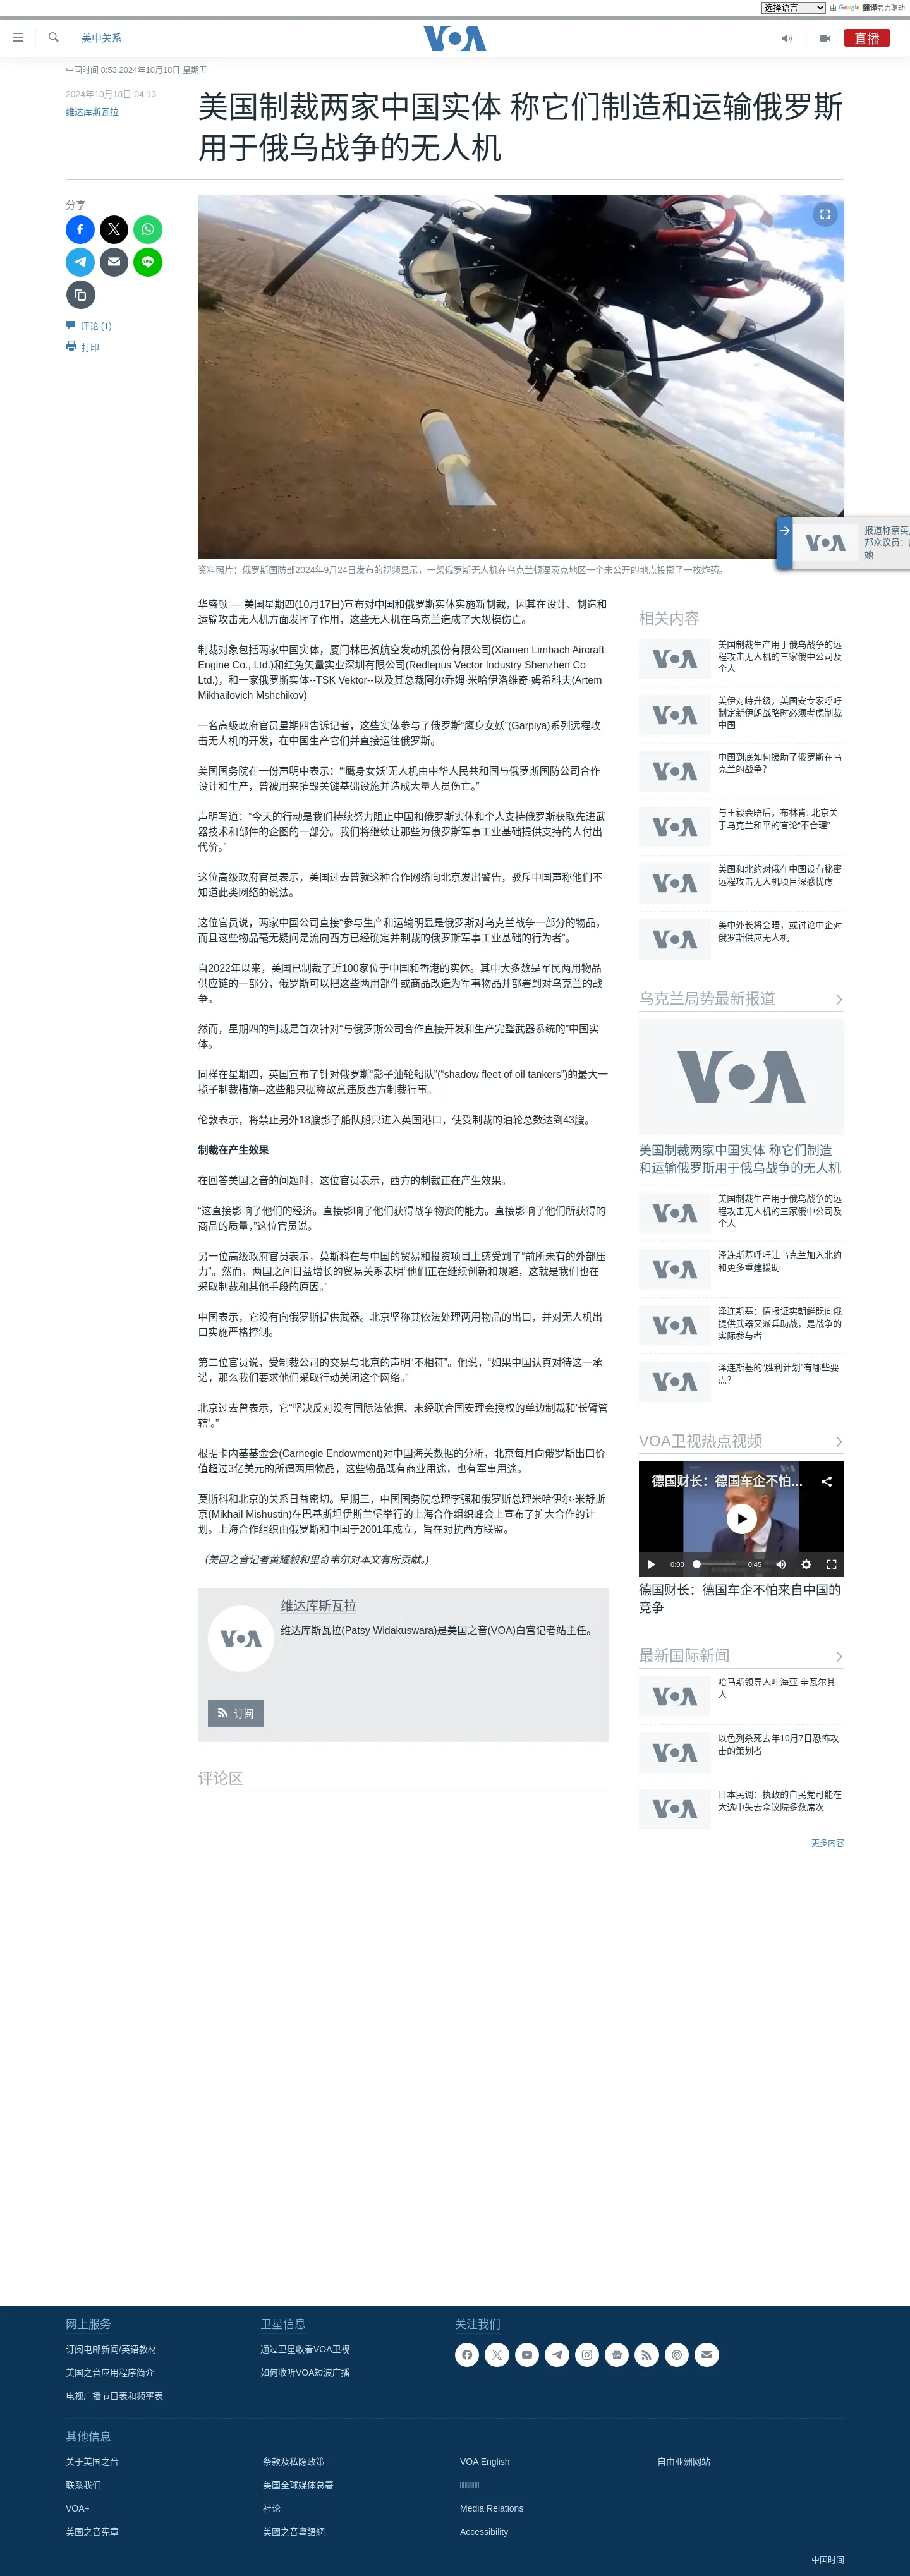 选择语言 由 Google 翻译强力驱动
美中关系
VOA
直播
中国时间 8:53 2024年10月18日 星期五
2024年10月18日 04:13
维达库斯瓦拉
美国制裁两家中国实体 称它们制造和运输俄罗斯
用于俄乌战争的无人机
分享
评论 (1)
打印
资料照片：俄罗斯国防部2024年9月24日发布的视频显示，一架俄罗斯无人机在乌克兰顿涅茨克地区一个未公开的地点投掷了一枚炸药。
VOA
报道称蔡英
邦众议员：
她
华盛顿 — 美国星期四(10月17日)宣布对中国和俄罗斯实体实施新制裁，因其在设计、制造和
运输攻击无人机方面发挥了作用，这些无人机在乌克兰造成了大规模伤亡。
制裁对象包括两家中国实体，厦门林巴贺航空发动机股份有限公司(Xiamen Limbach Aircraft
Engine Co., Ltd.)和红兔矢量实业深圳有限公司(Redlepus Vector Industry Shenzhen Co
Ltd.)，和一家俄罗斯实体--TSK Vektor--以及其总裁阿尔乔姆·米哈伊洛维奇·姆希科夫(Artem
Mikhailovich Mshchikov)
一名高级政府官员星期四告诉记者，这些实体参与了俄罗斯“鹰身女妖”(Garpiya)系列远程攻
击无人机的开发，在中国生产它们并直接运往俄罗斯。
美国国务院在一份声明中表示：“‘鹰身女妖’无人机由中华人民共和国与俄罗斯国防公司合作
设计和生产，曾被用来摧毁关键基础设施并造成大量人员伤亡。”
声明写道：“今天的行动是我们持续努力阻止中国和俄罗斯实体和个人支持俄罗斯获取先进武
器技术和部件的企图的一部分。我们将继续让那些为俄罗斯军事工业基础提供支持的人付出
代价。”
这位高级政府官员表示，美国过去曾就这种合作网络向北京发出警告，驳斥中国声称他们不
知道此类网络的说法。
这位官员说，两家中国公司直接“参与生产和运输明显是俄罗斯对乌克兰战争一部分的物品，
而且这些物品毫无疑问是流向西方已经确定并制裁的俄罗斯军事工业基础的行为者”。
自2022年以来，美国已制裁了近100家位于中国和香港的实体。其中大多数是军民两用物品
供应链的一部分，俄罗斯可以把这些两用部件或商品改造为军事物品并部署到对乌克兰的战
争。
然而，星期四的制裁是首次针对“与俄罗斯公司合作直接开发和生产完整武器系统的”中国实
体。
同样在星期四，英国宣布了针对俄罗斯“影子油轮船队”(“shadow fleet of oil tankers”)的最大一
揽子制裁措施--这些船只据称故意违反西方制裁行事。
伦敦表示，将禁止另外18艘影子船队船只进入英国港口，使受制裁的油轮总数达到43艘。
制裁在产生效果
在回答美国之音的问题时，这位官员表示，西方的制裁正在产生效果。
“这直接影响了他们的经济。直接影响了他们获得战争物资的能力。直接影响了他们所获得的
商品的质量，”这位官员说。
另一位高级政府官员表示，莫斯科在与中国的贸易和投资项目上感受到了“前所未有的外部压
力”。然而，两国之间日益增长的贸易关系表明“他们正在继续创新和规避，这就是我们也在
采取制裁和其他手段的原因。”
中国表示，它没有向俄罗斯提供武器。北京坚称其依法处理两用物品的出口，并对无人机出
口实施严格控制。
第二位官员说，受制裁公司的交易与北京的声明“不相符”。他说，“如果中国认真对待这一承
诺，那么我们要求他们采取行动关闭这个网络。”
北京过去曾表示，它“坚决反对没有国际法依据、未经联合国安理会授权的单边制裁和‘长臂管
辖’。”
根据卡内基基金会(Carnegie Endowment)对中国海关数据的分析，北京每月向俄罗斯出口价
值超过3亿美元的所谓两用物品，这些物品既有商业用途，也有军事用途。
莫斯科和北京的关系日益密切。星期三，中国国务院总理李强和俄罗斯总理米哈伊尔·米舒斯
京(Mikhail Mishustin)在巴基斯坦伊斯兰堡举行的上海合作组织峰会上宣布了扩大合作的计
划。上海合作组织由俄罗斯和中国于2001年成立，旨在对抗西方联盟。
（美国之音记者黄耀毅和里奇韦尔对本文有所贡献。)
VOA
维达库斯瓦拉
维达库斯瓦拉(Patsy Widakuswara)是美国之音(VOA)白宫记者站主任。
订阅
评论区
相关内容
VOA
美国制裁生产用于俄乌战争的远
程攻击无人机的三家俄中公司及
个人
VOA
美伊对峙升级，美国安专家呼吁
制定新伊朗战略时必须考虑制裁
中国
VOA
中国到底如何援助了俄罗斯在乌
克兰的战争？
VOA
与王毅会晤后，布林肯: 北京关
于乌克兰和平的言论“不合理”
VOA
美国和北约对俄在中国设有秘密
远程攻击无人机项目深感忧虑
VOA
美中外长将会晤，或讨论中企对
俄罗斯供应无人机
乌克兰局势最新报道
VOA
美国制裁两家中国实体 称它们制造
和运输俄罗斯用于俄乌战争的无人机
VOA
美国制裁生产用于俄乌战争的远
程攻击无人机的三家俄中公司及
个人
VOA
泽连斯基呼吁让乌克兰加入北约
和更多重建援助
VOA
泽连斯基：情报证实朝鲜既向俄
提供武器又派兵助战，是战争的
实际参与者
VOA
泽连斯基的“胜利计划”有哪些要
点？
VOA卫视热点视频
德国财长：德国车企不怕...
0:00 0:45
德国财长：德国车企不怕来自中国的
竞争
最新国际新闻
VOA
哈马斯领导人叶海亚·辛瓦尔其
人
VOA
以色列杀死去年10月7日恐怖攻
击的策划者
VOA
日本民调：执政的自民党可能在
大选中失去众议院多数席次
更多内容
网上服务
订阅电邮新闻/英语教材
美国之音应用程序简介
电视广播节目表和频率表
卫星信息
通过卫星收看VOA卫视
如何收听VOA短波广播
关注我们
其他信息
关于美国之音
联系我们
VOA+
美国之音宪章
条款及私隐政策
美国全球媒体总署
社论
美國之音粵語網
VOA English
Media Relations
Accessibility
自由亚洲网站
中国时间